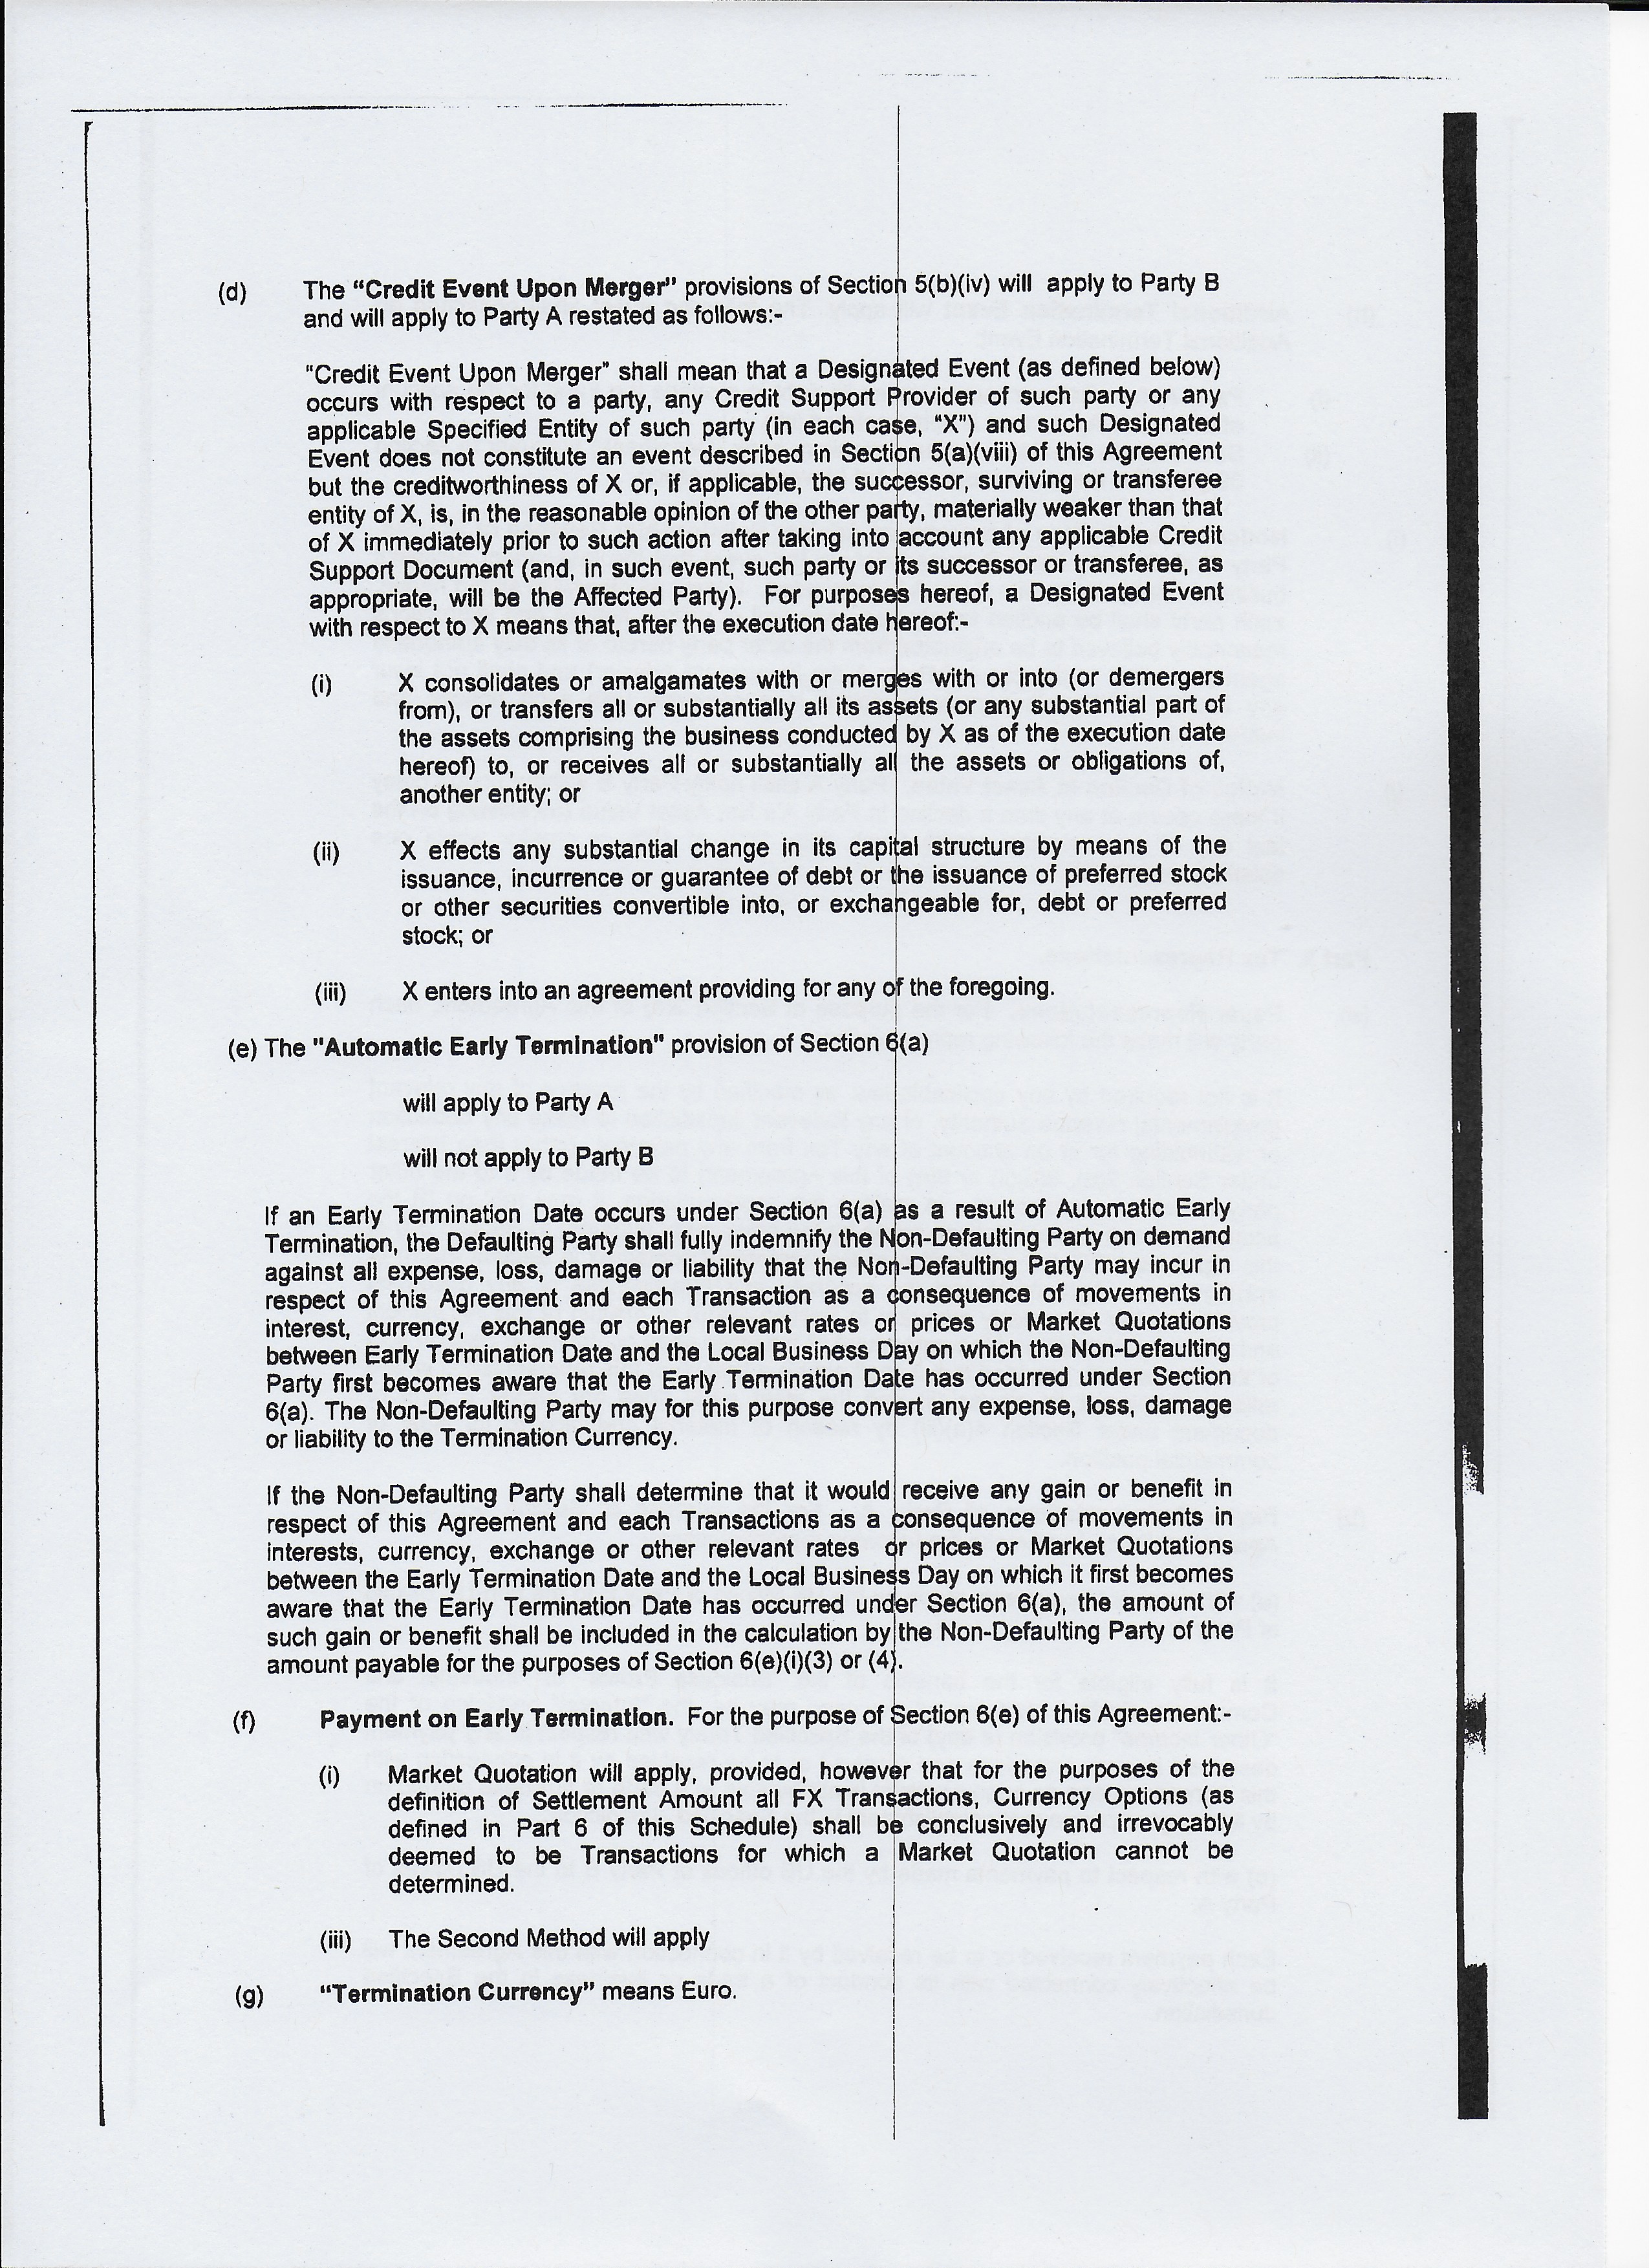 (d) The “Credit Event Upon Merger” provisions of Section 5(b)(iv) will apply to Party B
and will apply to Party A restated as follows:-
"Credit Event Upon Merger” shall mean that a Designated Event (as defined below)
occurs with respect to a party, any Credit Support Provider of such party or any
applicable Specified Entity of such party (in each case, “X”) and such Designated
Event does not constitute an event described in Section 5(a)(viii) of this Agreement
but the creditworthiness of X or, if applicable, the successor, surviving or transferee
entity of X, is, in the reasonable opinion of the other party, materially weaker than that
of X immediately prior to such action after taking into account any applicable Credit
Support Document (and, in such event, such party or its successor or transferee, as
appropriate, will be the Affected Party). For purposes hereof, a Designated Event
with respect to X means that, after the execution date hereof:-
(i) X consolidates or amalgamates with or merges with or into (or demergers
from), or transfers all or substantially all its assets (or any substantial part of
the assets comprising the business conducted by X as of the execution date
hereof) to, or receives all or substantially all the assets or obligations of,
another entity; or
(ii) X effects any substantial change in its capital structure by means of the
issuance, incurrence or guarantee of debt or the issuance of preferred stock
or other securities convertible into, or exchangeable for, debt or preferred
stock; or
(iii) X enters into an agreement providing for any of the foregoing.
(e) The "Automatic Early Termination" provision of Section 6(a)
will apply to Party A
will not apply to Party B
If an Early Termination Date occurs under Section 6(a) as a result of Automatic Early
Termination, the Defaulting Party shall fully indemnify the Non-Defaulting Party on demand
against all expense, loss, damage or liability that the Non-Defaulting Party may incur in
respect of this Agreement and each Transaction as a consequence of movements in
interest, currency, exchange or other relevant rates or prices or Market Quotations
between Early Termination Date and the Local Business Day on which the Non-Defaulting
Party first becomes aware that the Early Termination Date has occurred under Section
6(a). The Non-Defaulting Party may for this purpose convert any expense, loss, damage
or liability to the Termination Currency.
If the Non-Defaulting Party shall determine that it would receive any gain or benefit in
respect of this Agreement and each Transactions as a consequence of movements in
interests, currency, exchange or other relevant rates or prices or Market Quotations
between the Early Termination Date and the Local Business Day on which it first becomes
aware that the Early Termination Date has occurred under Section 6(a), the amount of
such gain or benefit shall be included in the calculation by the Non-Defaulting Party of the
amount payable for the purposes of Section 6(e)(i)(3) or (4).
(f) Payment on Early Termination. For the purpose of Section 6(e) of this Agreement:-
(i) Market Quotation will apply, provided, however that for the purposes of the
definition of Settlement Amount all FX Transactions, Currency Options (as
defined in Part 6 of this Schedule) shall be conclusively and irrevocably
deemed to be Transactions for which a Market Quotation cannot be
determined.
(iii) The Second Method will apply
(g) “Termination Currency” means Euro.